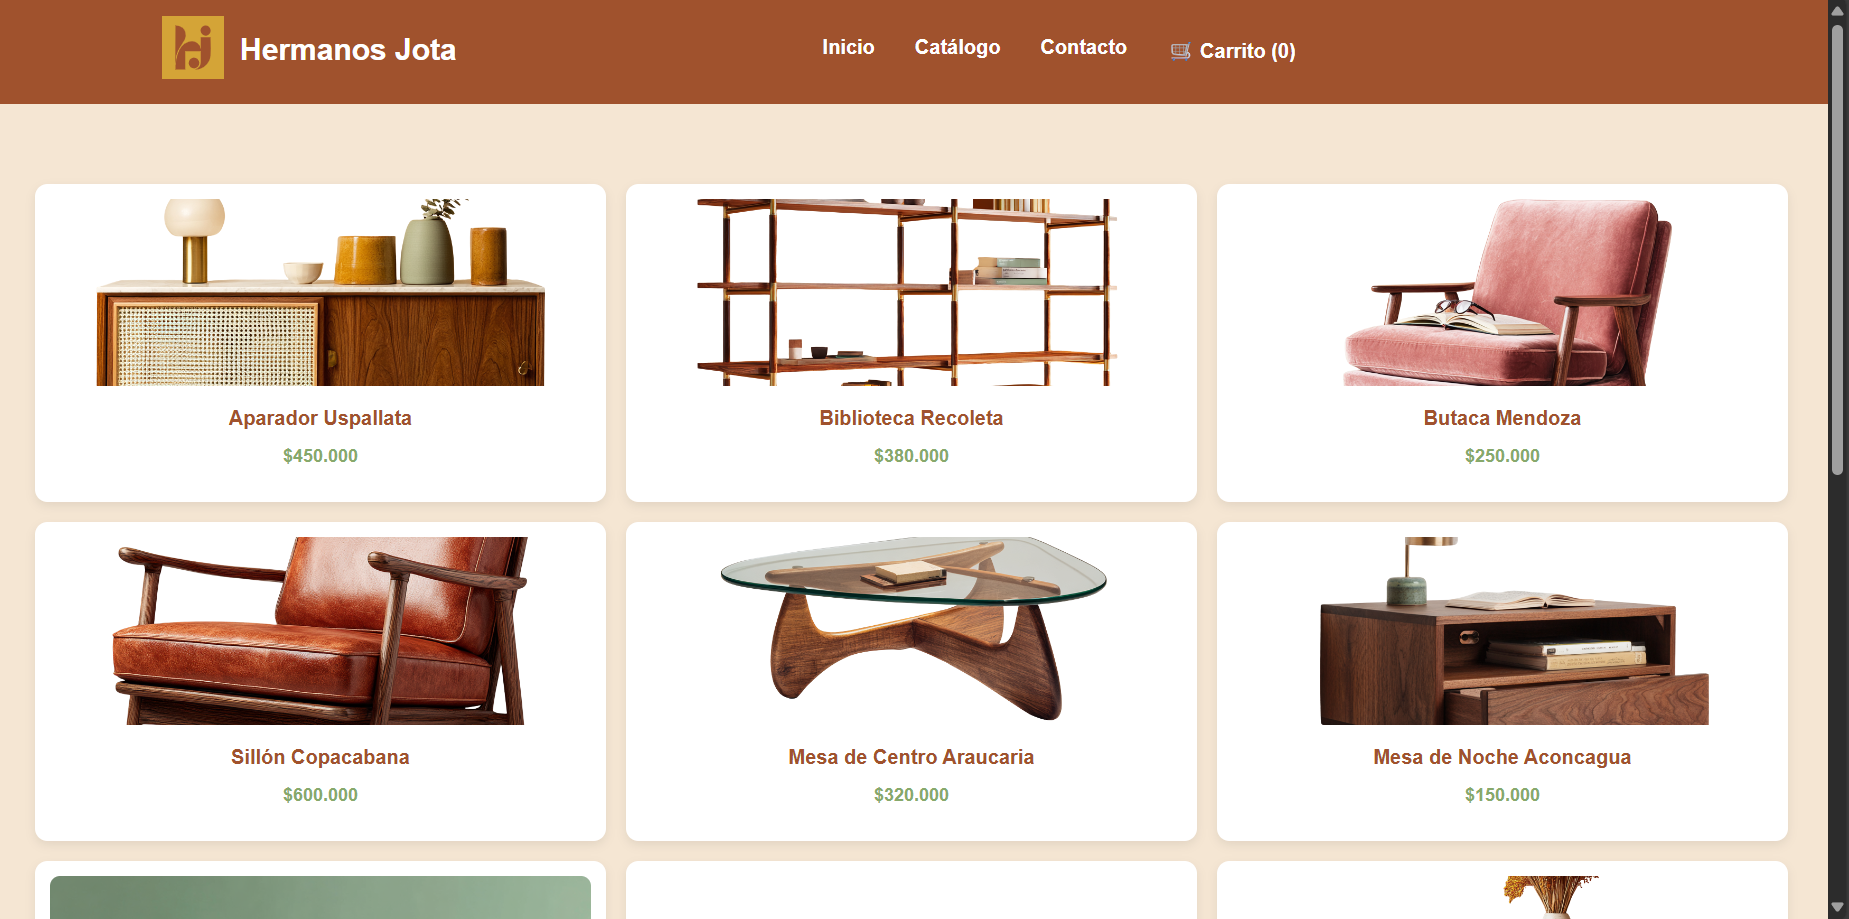 Hermanos Jota
Inicio
Catálogo
Contacto
🛒 Carrito (0)
Aparador Uspallata
$450.000
Biblioteca Recoleta
$380.000
Butaca Mendoza
$250.000
Sillón Copacabana
$600.000
Mesa de Centro Araucaria
$320.000
Mesa de Noche Aconcagua
$150.000